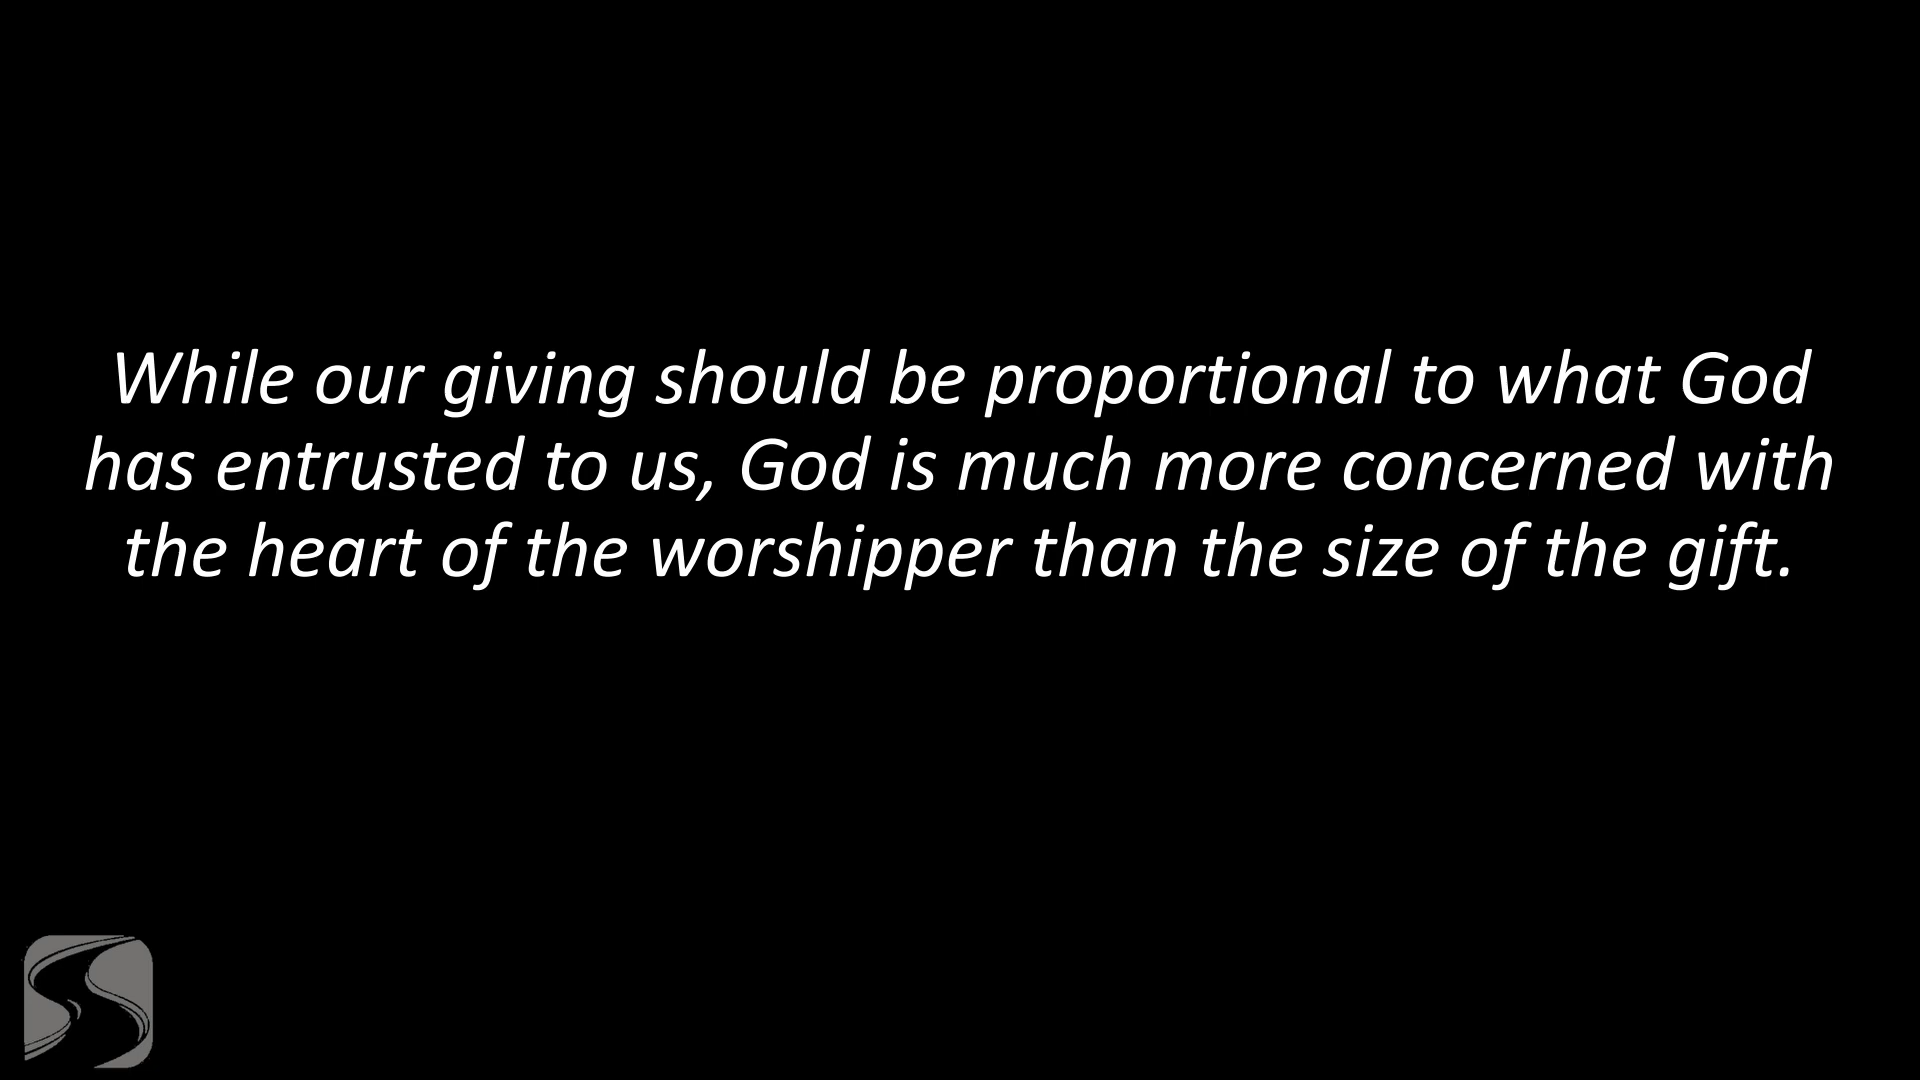 While our giving should be proportional to what God
has entrusted to us, God is much more concerned with
the heart of the worshipper than the size of the gift.